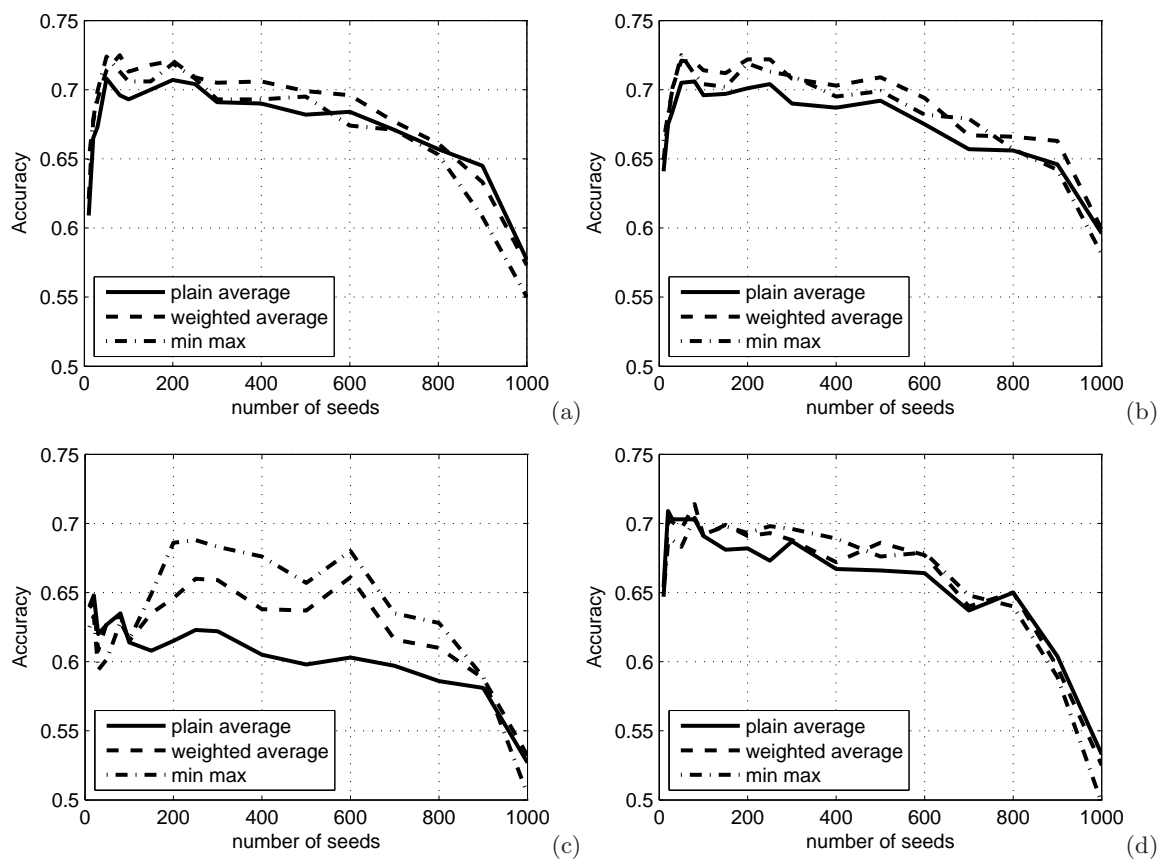 0.75
0.7
0.65
0.6
0.55
0.5
Accuracy
plain average
weighted average
min max
0 200 400 600 800 1000
number of seeds
(a)
0.75
0.7
0.65
0.6
0.55
0.5
Accuracy
plain average
weighted average
min max
0 200 400 600 800 1000
number of seeds
(b)
0.75
0.7
0.65
0.6
0.55
0.5
Accuracy
plain average
weighted average
min max
0 200 400 600 800 1000
number of seeds
(c)
0.75
0.7
0.65
0.6
0.55
0.5
Accuracy
plain average
weighted average
min max
0 200 400 600 800 1000
number of seeds
(d)